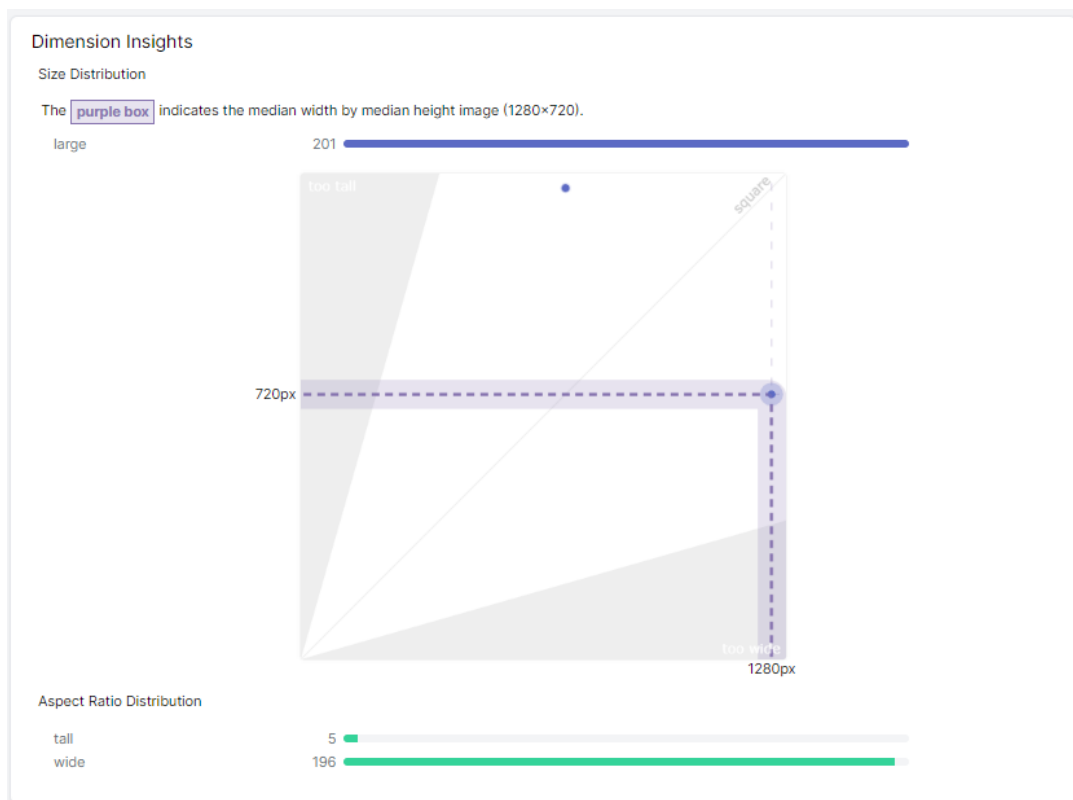 Dimension Insights
Size Distribution
The purple box indicates the median width by median height image (1280×720).
large 201
too tall
square
720px
too wide
1280px
Aspect Ratio Distribution
tall 5
wide 196